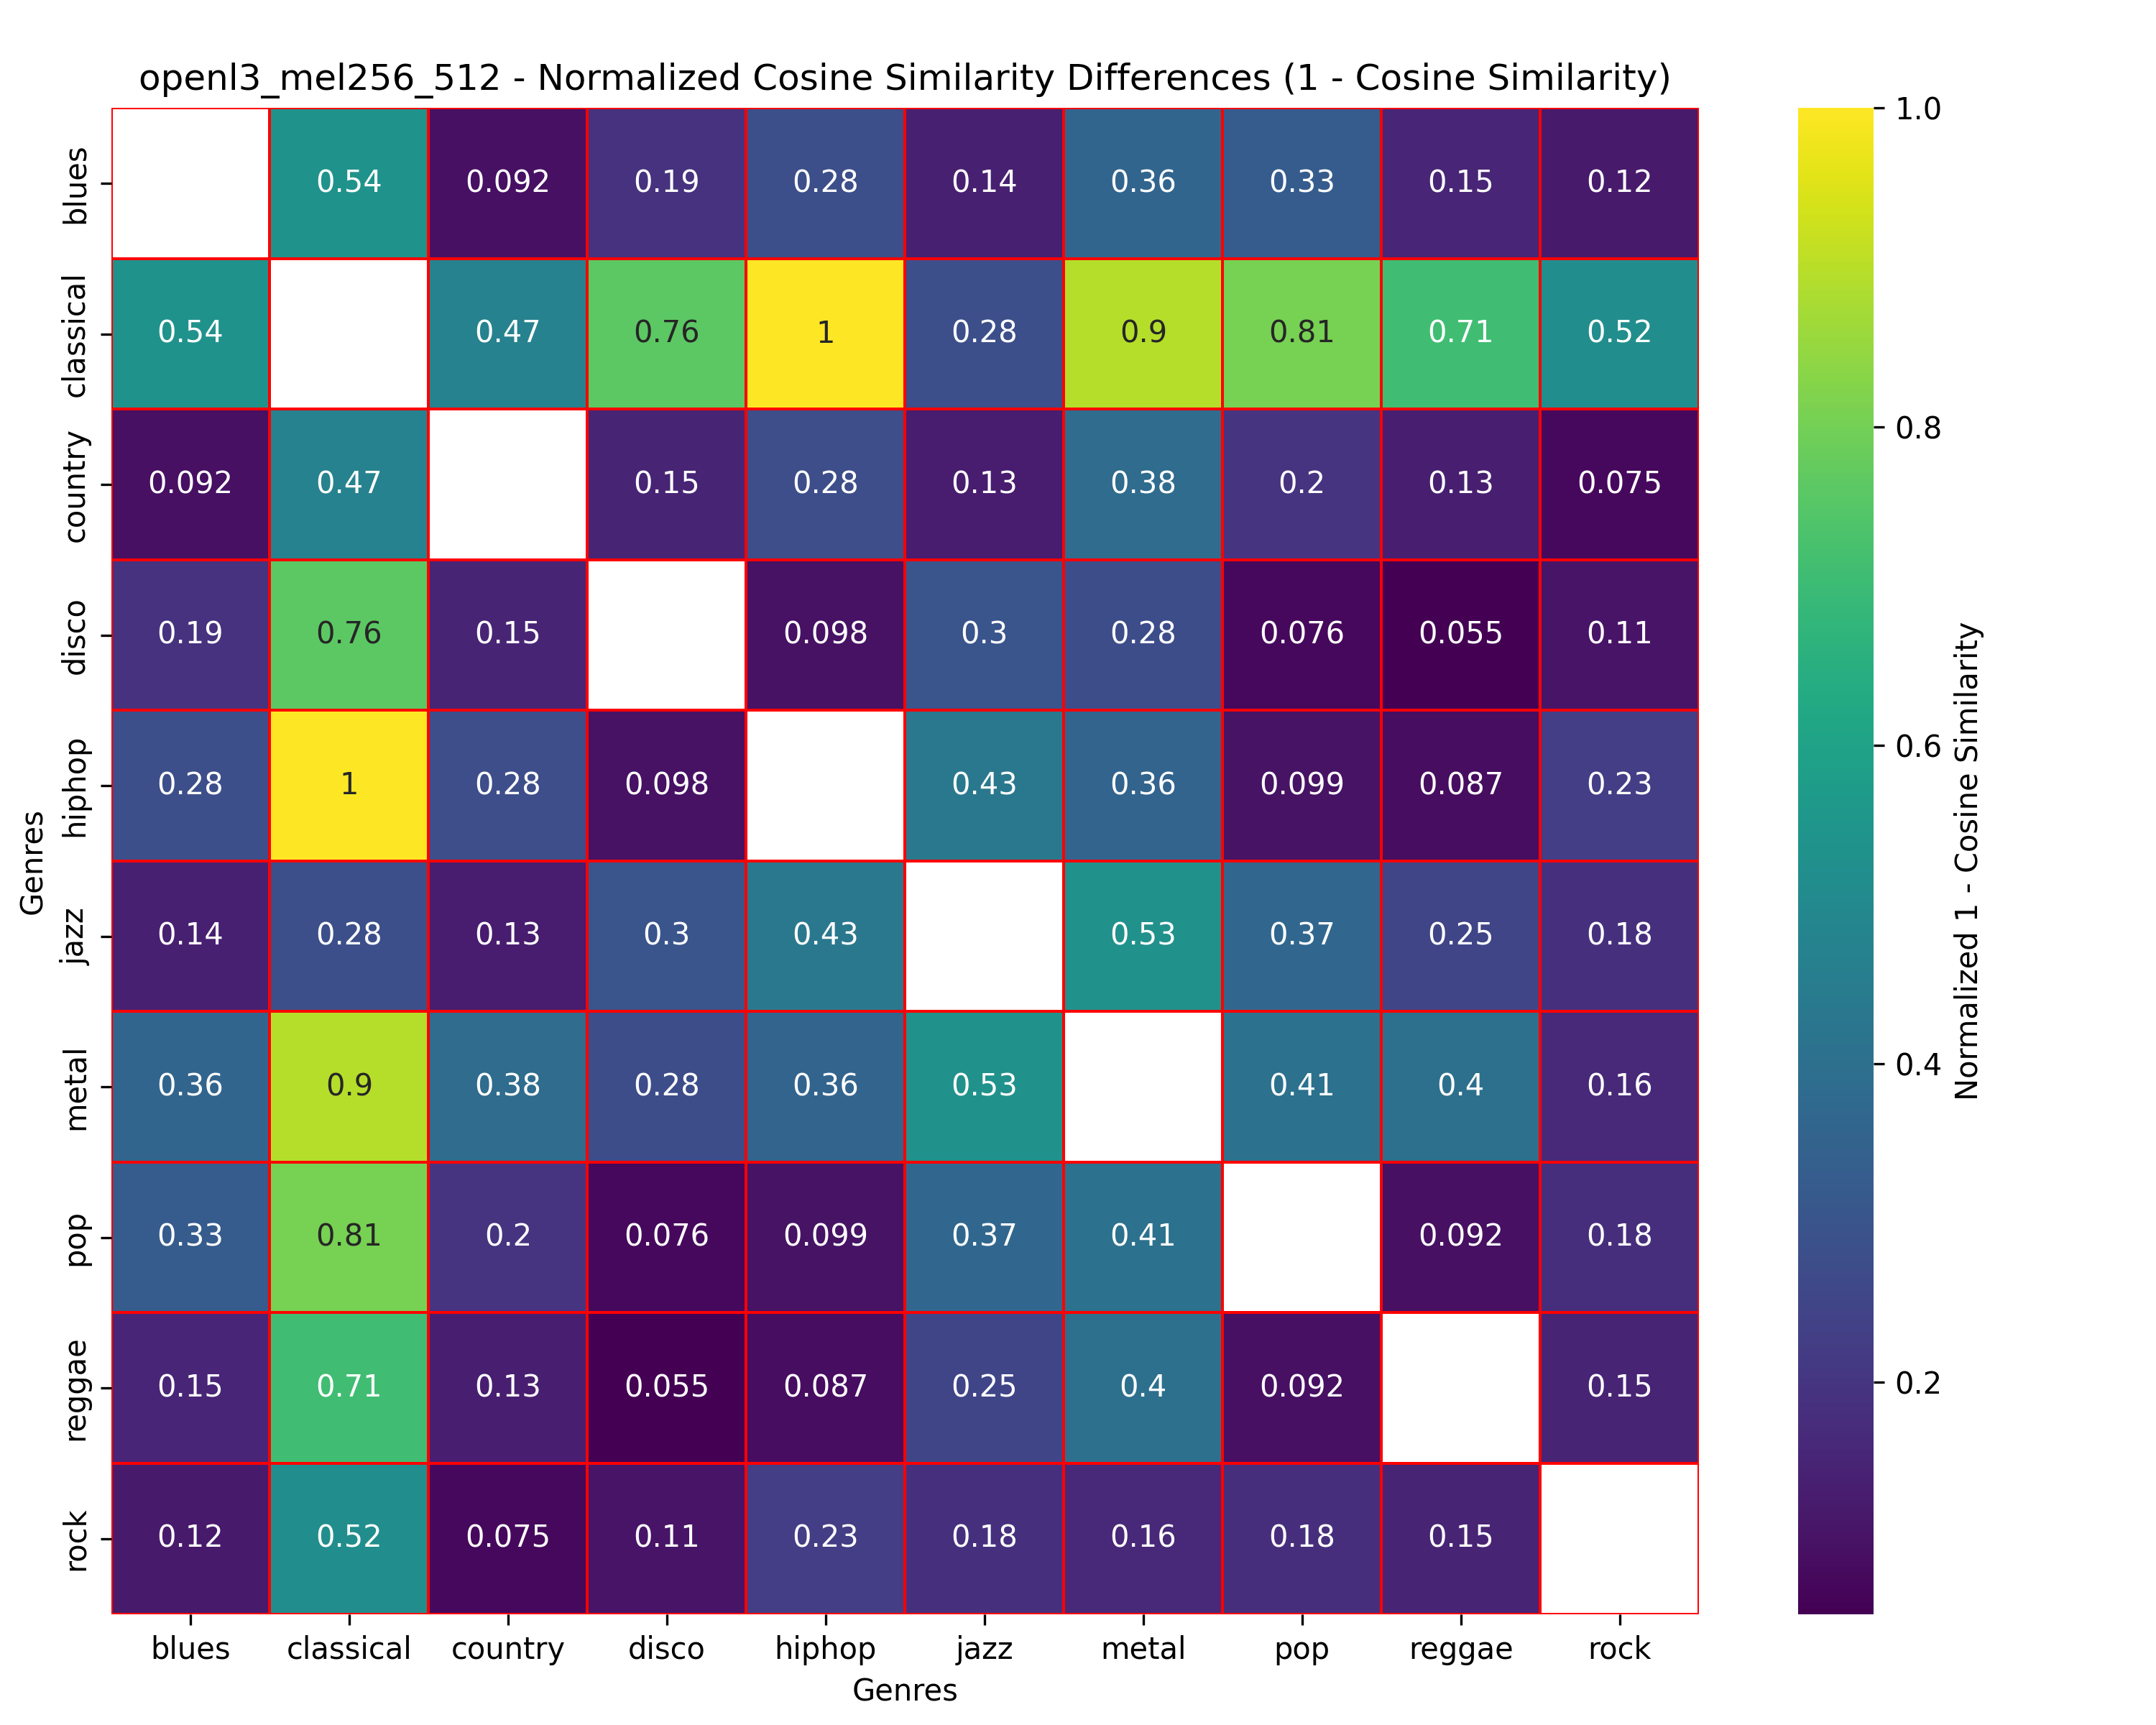 openl3_mel256_512 - Normalized Cosine Similarity Differences (1 - Cosine Similarity)
blues 0.54 0.092 0.19 0.28 0.14 0.36 0.33 0.15 0.12
classical 0.54 0.47 0.76 1 0.28 0.9 0.81 0.71 0.52
country 0.092 0.47 0.15 0.28 0.13 0.38 0.2 0.13 0.075
disco 0.19 0.76 0.15 0.098 0.3 0.28 0.076 0.055 0.11
hiphop 0.28 1 0.28 0.098 0.43 0.36 0.099 0.087 0.23
jazz 0.14 0.28 0.13 0.3 0.43 0.53 0.37 0.25 0.18
metal 0.36 0.9 0.38 0.28 0.36 0.53 0.41 0.4 0.16
pop 0.33 0.81 0.2 0.076 0.099 0.37 0.41 0.092 0.18
reggae 0.15 0.71 0.13 0.055 0.087 0.25 0.4 0.092 0.15
rock 0.12 0.52 0.075 0.11 0.23 0.18 0.16 0.18 0.15
blues classical country disco hiphop jazz metal pop reggae rock
Genres
Genres
1.0
0.8
0.6
0.4
0.2
Normalized 1 - Cosine Similarity